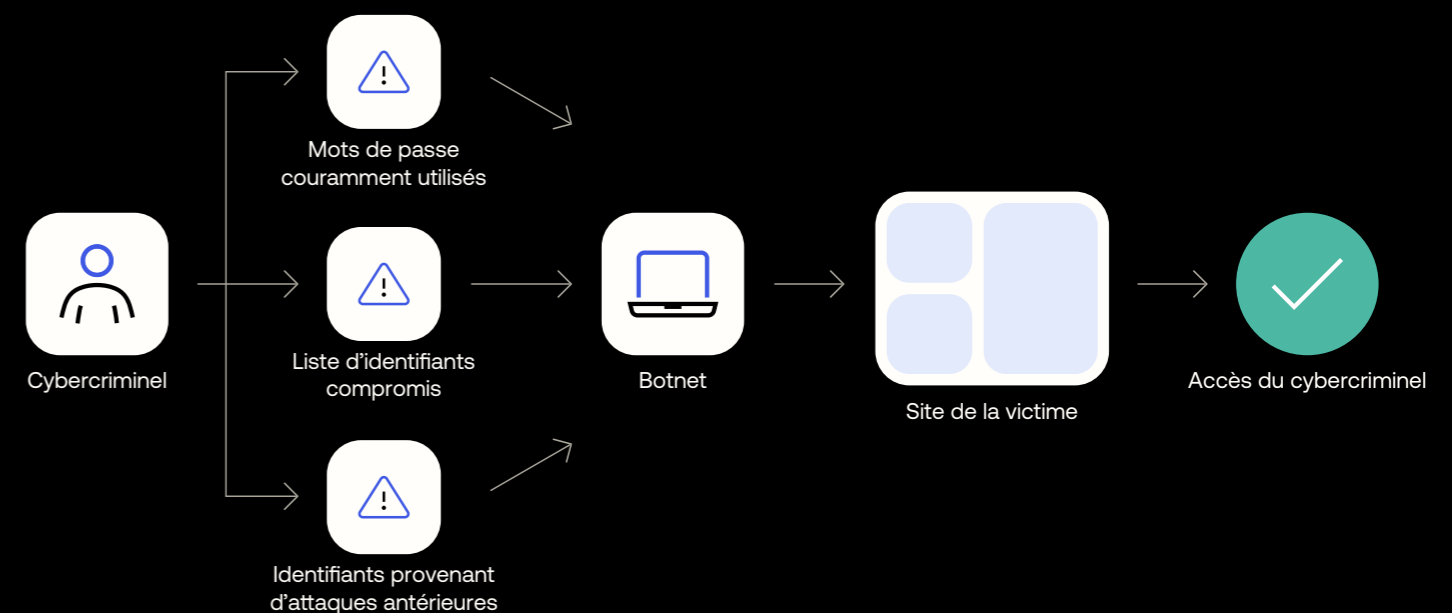 Mots de passe
couramment utilisés
Cybercriminel
Liste d’identifiants
compromis
Botnet
Site de la victime
Accès du cybercriminel
Identifiants provenant
d’attaques antérieures